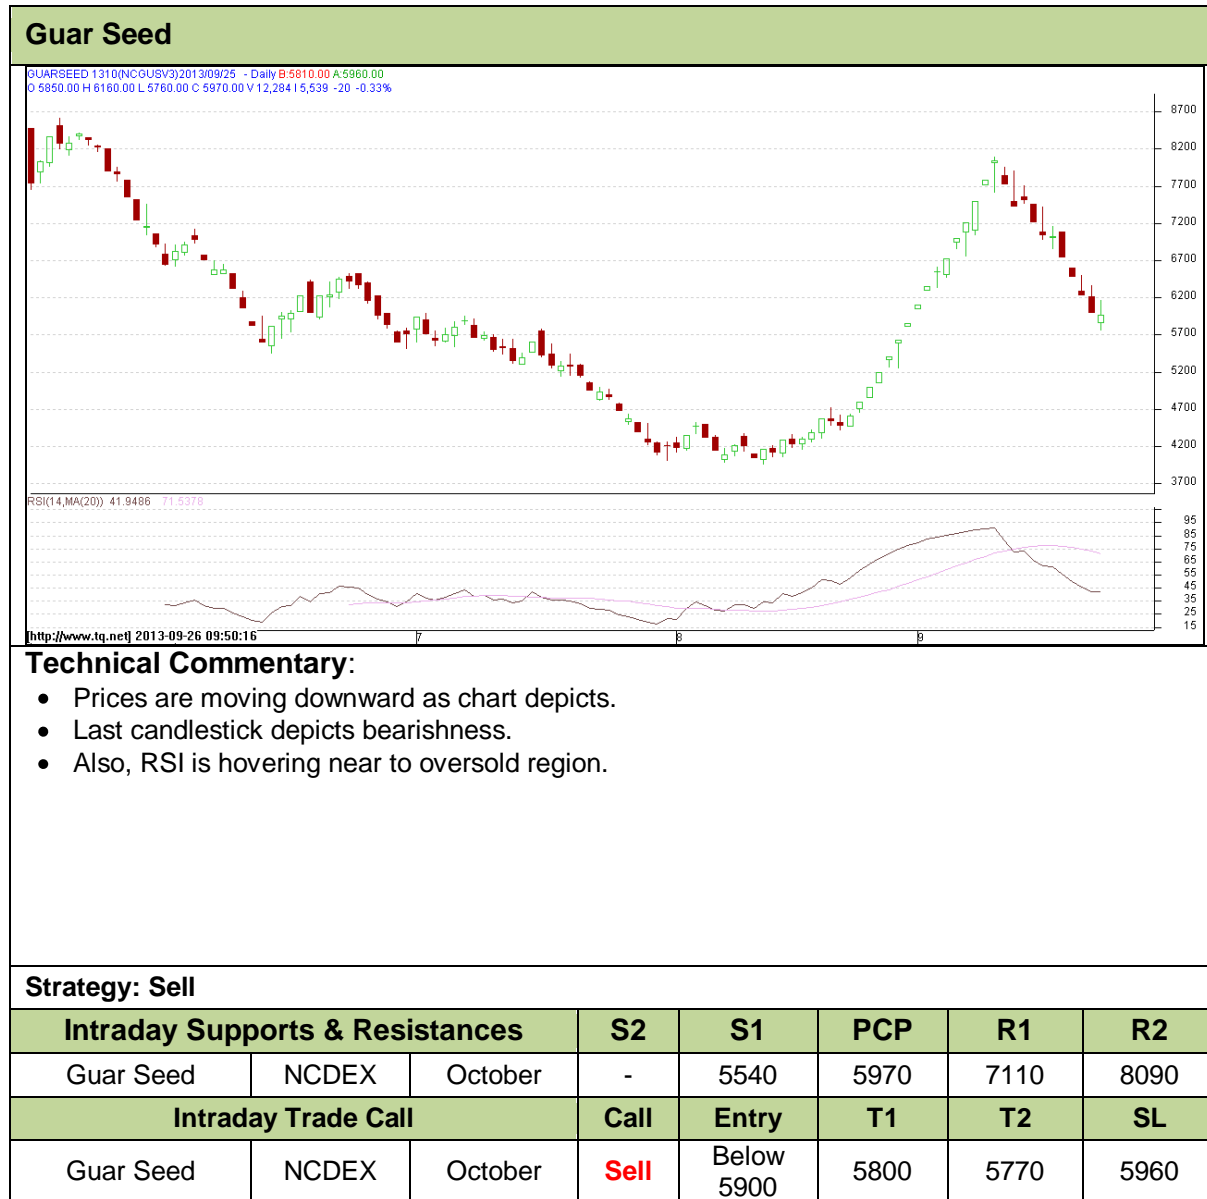 Guar Seed
GUARSEED 1310(NCGUSV3)2013/09/25 - Daily B:5810.00 A:5960.00
O 5850.00 H 6160.00 L 5760.00 C 5970.00 V 12,284 I 5,539 -20 -0.33%
8700
8200
7700
7200
6700
6200
5700
5200
4700
4200
3700
RSI(14,MA(20)) 41.9486 71.5378
95
85
75
65
55
45
35
25
15
[http://www.tq.net] 2013-09-26 09:50:16 7 8 9
Technical Commentary:
• Prices are moving downward as chart depicts.
• Last candlestick depicts bearishness.
• Also, RSI is hovering near to oversold region.
Strategy: Sell
Intraday Supports & Resistances S2 S1 PCP R1 R2
Guar Seed NCDEX October - 5540 5970 7110 8090
Intraday Trade Call Call Entry T1 T2 SL
Guar Seed NCDEX October Sell Below 5900 5800 5770 5960